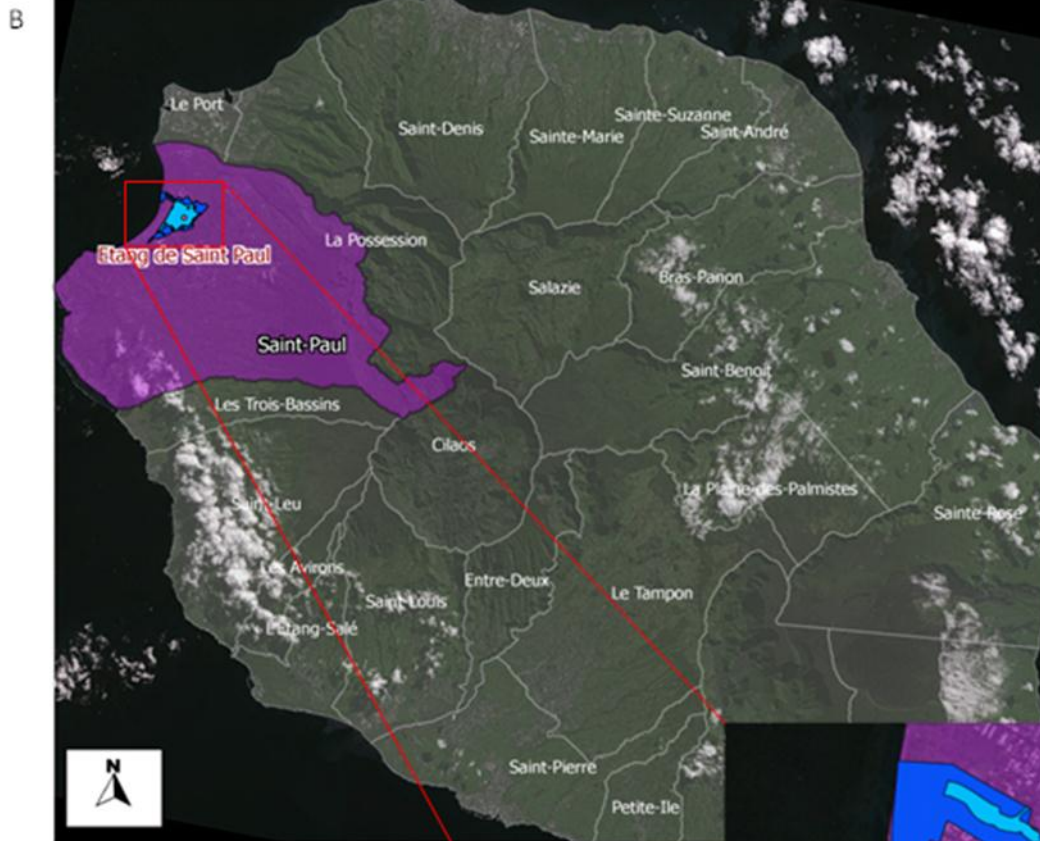 B
Le Port
Saint-Denis
Sainte-Marie
Sainte-Suzanne
Saint-André
La Possession
Etang de Saint Paul
Salazie
Bras-Panon
Saint-Paul
Saint-Benoit
Les Trois-Bassins
Cilaos
Saint-Leu
La Plaine-des-Palmistes
Sainte-Rose
Les Avirons
Entre-Deux
Le Tampon
Saint-Louis
L'Etang-Salé
N
Saint-Pierre
Petite-Ile